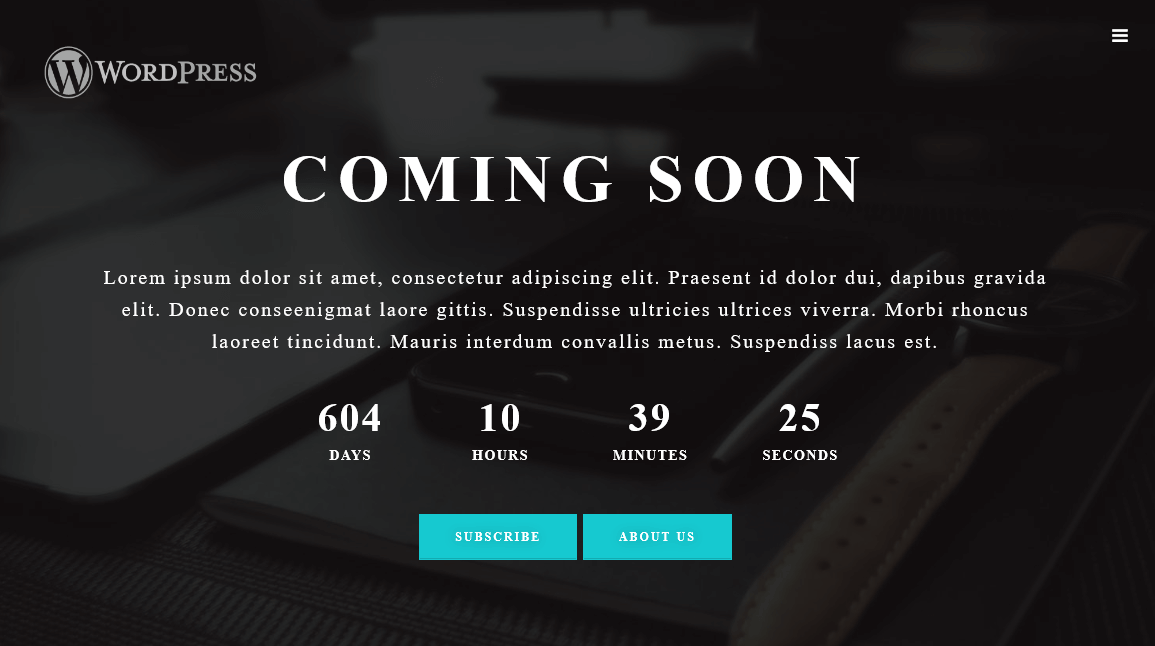 WORDPRESS
COMING SOON
Lorem ipsum dolor sit amet, consectetur adipiscing elit. Praesent id dolor dui, dapibus gravida
elit. Donec conseenigmat laore gittis. Suspendisse ultricies ultrices viverra. Morbi rhoncus
laoreet tincidunt. Mauris interdum convallis metus. Suspendiss lacus est.
604 10 39 25
DAYS HOURS MINUTES SECONDS
SUBSCRIBE ABOUT US